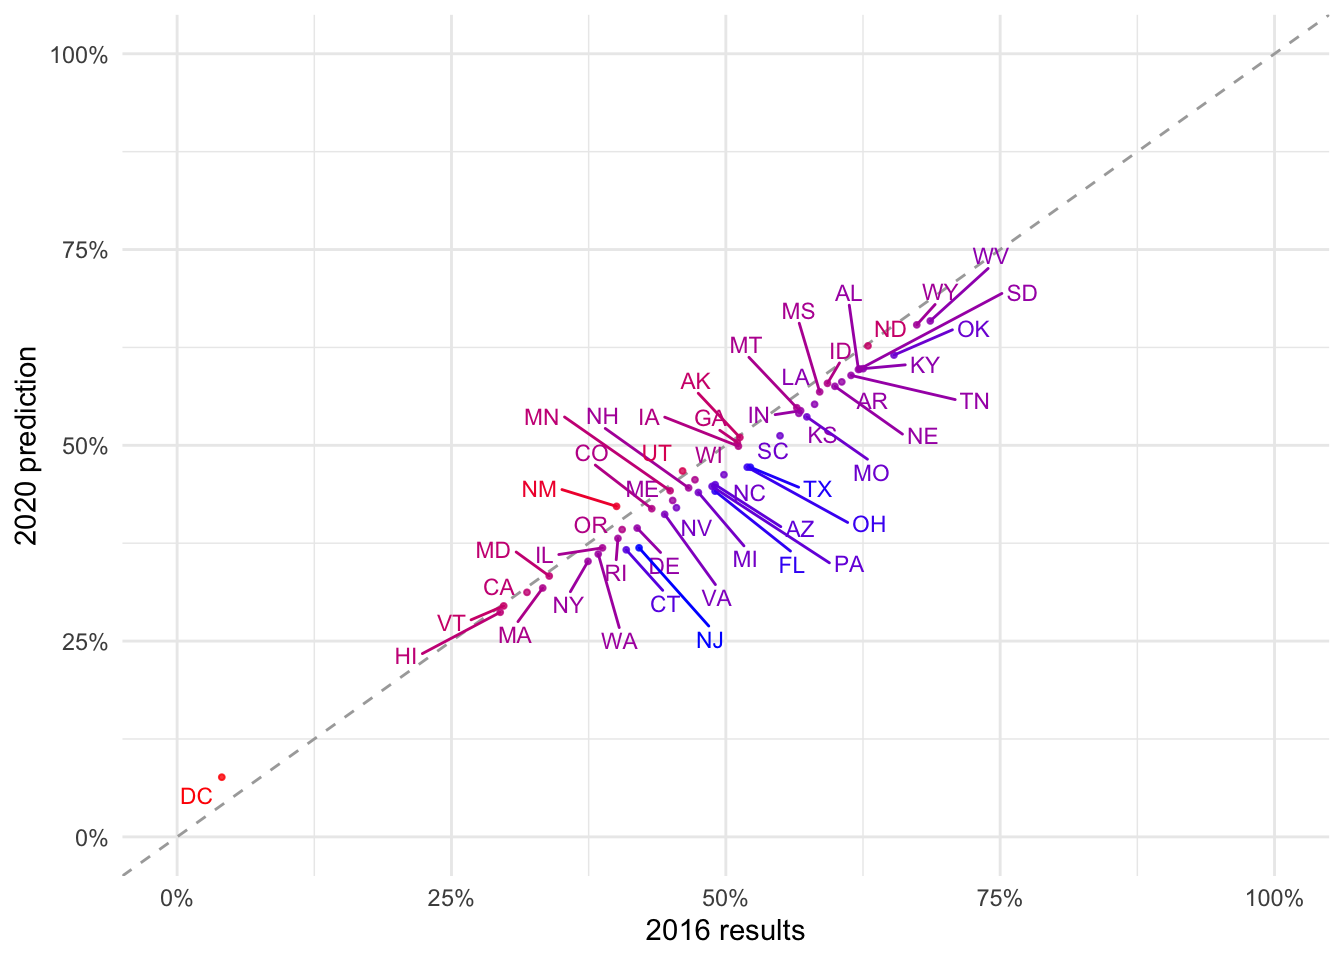 100%
75%
50%
25%
0%
2020 prediction
WV
AL
WY
SD
MS
ND
OK
MT
ID
KY
AK
LA
AR
TN
MN
NH
IA
GA
IN
KS
NE
CO
UT
WI
SC
MO
NM
ME
NC
TX
OR
NV
AZ
OH
MD
IL
RI
DE
MI
FL
PA
CA
NY
CT
VA
VT
MA
WA
NJ
HI
DC
0%
25%
50%
75%
100%
2016 results